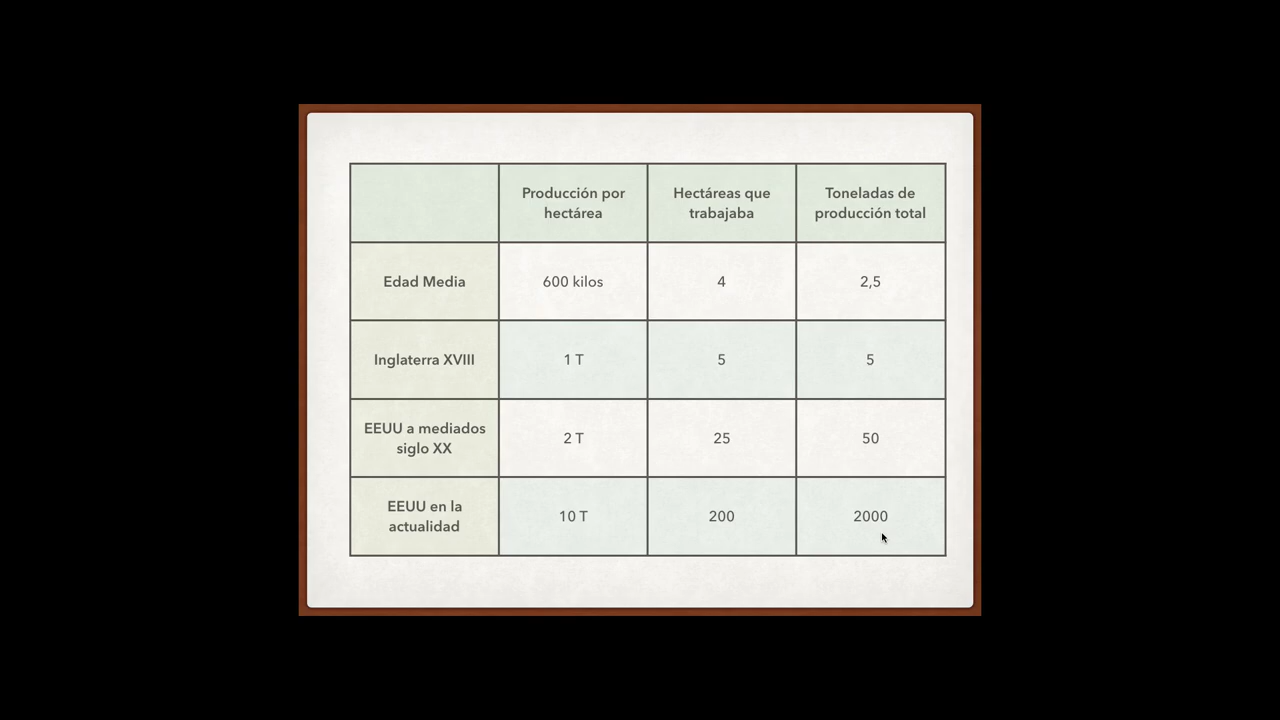 Producción por
hectárea
Hectáreas que
trabajaba
Toneladas de
producción total
Edad Media
600 kilos
4
2,5
Inglaterra XVIII
1 T
5
5
EEUU a mediados
siglo XX
2 T
25
50
EEUU en la
actualidad
10 T
200
2000